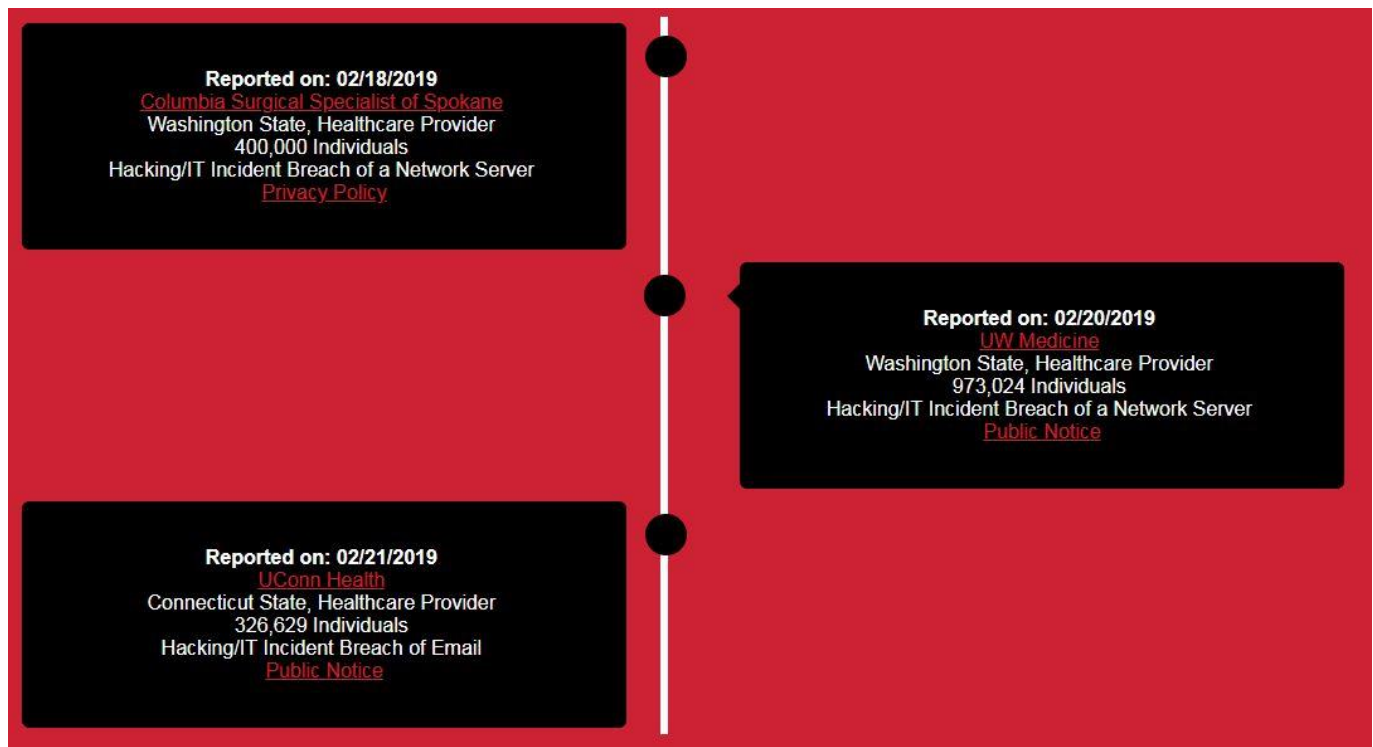 Reported on: 02/18/2019
Columbia Surgical Specialist of Spokane
Washington State, Healthcare Provider
400,000 Individuals
Hacking/IT Incident Breach of a Network Server
Privacy Policy
Reported on: 02/20/2019
UW Medicine
Washington State, Healthcare Provider
973,024 Individuals
Hacking/IT Incident Breach of a Network Server
Public Notice
Reported on: 02/21/2019
UConn Health
Connecticut State, Healthcare Provider
326,629 Individuals
Hacking/IT Incident Breach of Email
Public Notice